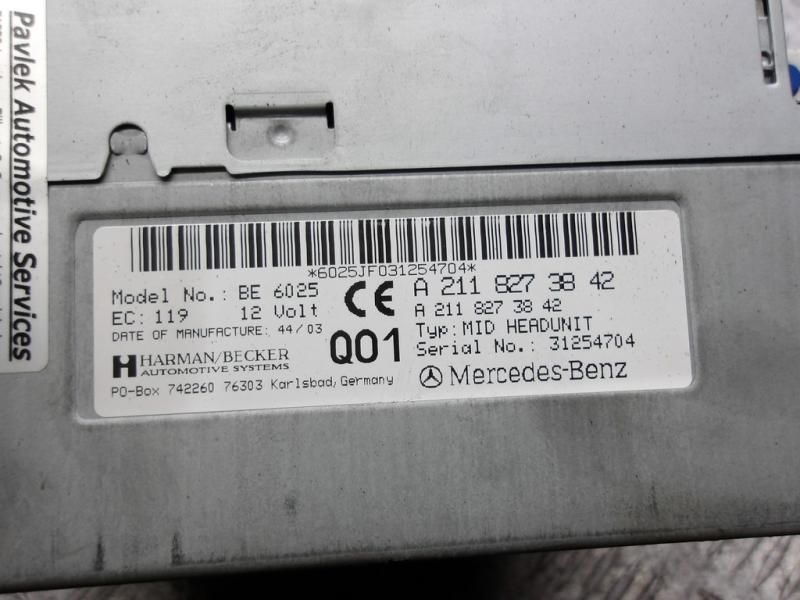 Pavlek Automotive Services
*6025JF031254704*
Model No.: BE 6025
EC: 119 12 Volt
DATE OF MANUFACTURE: 44/03
HARMAN/BECKER
AUTOMOTIVE SYSTEMS
PO-Box 742260 76303 Karlsbad, Germany
CE
Q01
A 211 827 38 42
A 211 827 38 42
Typ: MID HEADUNIT
Serial No.: 31254704
Mercedes-Benz